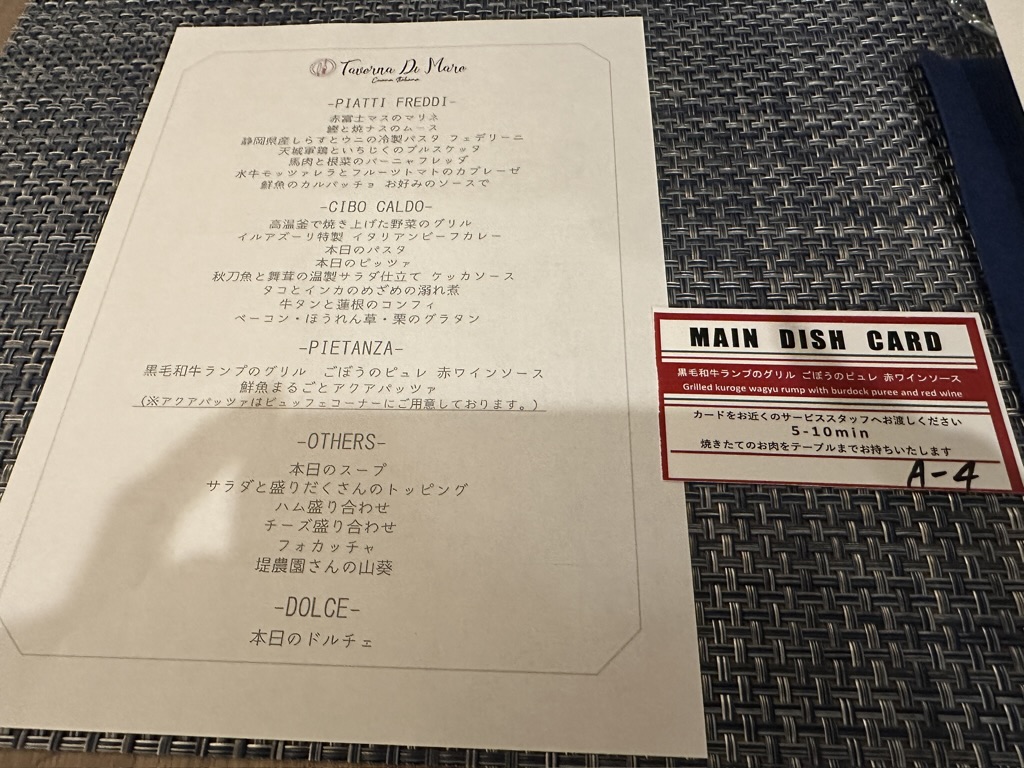 Taverna Di Mare
Cucina Italiana
-PIATTI FREDDI-
赤富士マスのマリネ
鰹と焼ナスのムース
静岡県産しらすとウニの冷製パスタ フェデリーニ
天城軍鶏といちじくのブルスケッタ
馬肉と根菜のバーニャフレッダ
水牛モッツァレラとフルーツトマトのカプレーゼ
鮮魚のカルパッチョ お好みのソースで
-CIBO CALDO-
高温釜で焼き上げた野菜のグリル
イルアズーリ特製 イタリアンビーフカレー
本日のパスタ
本日のピッツァ
秋刀魚と舞茸の温製サラダ仕立て ケッカソース
タコとインカのめざめの溺れ煮
牛タンと蓮根のコンフィ
ベーコン・ほうれん草・栗のグラタン
-PIETANZA-
黒毛和牛ランプのグリル ごぼうのピュレ 赤ワインソース
鮮魚まるごとアクアパッツァ
(※アクアパッツァはビュッフェコーナーにご用意しております。)
-OTHERS-
本日のスープ
サラダと盛りだくさんのトッピング
ハム盛り合わせ
チーズ盛り合わせ
フォカッチャ
堤農園さんの山葵
-DOLCE-
本日のドルチェ
MAIN DISH CARD
黒毛和牛ランプのグリル ごぼうのピュレ 赤ワインソース
Grilled kuroge wagyu rump with burdock puree and red wine
カードをお近くのサービススタッフへお渡しください
5-10min
焼きたてのお肉をテーブルまでお持ちいたします
A-4